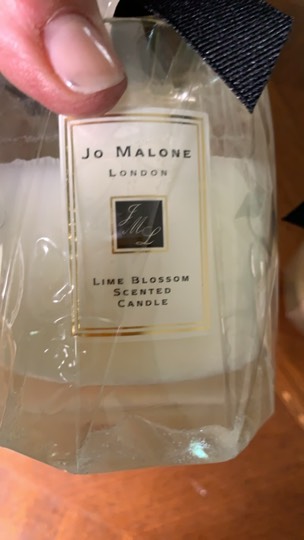 JO MALONE
LONDON
JML
LIME BLOSSOM
SCENTED
CANDLE